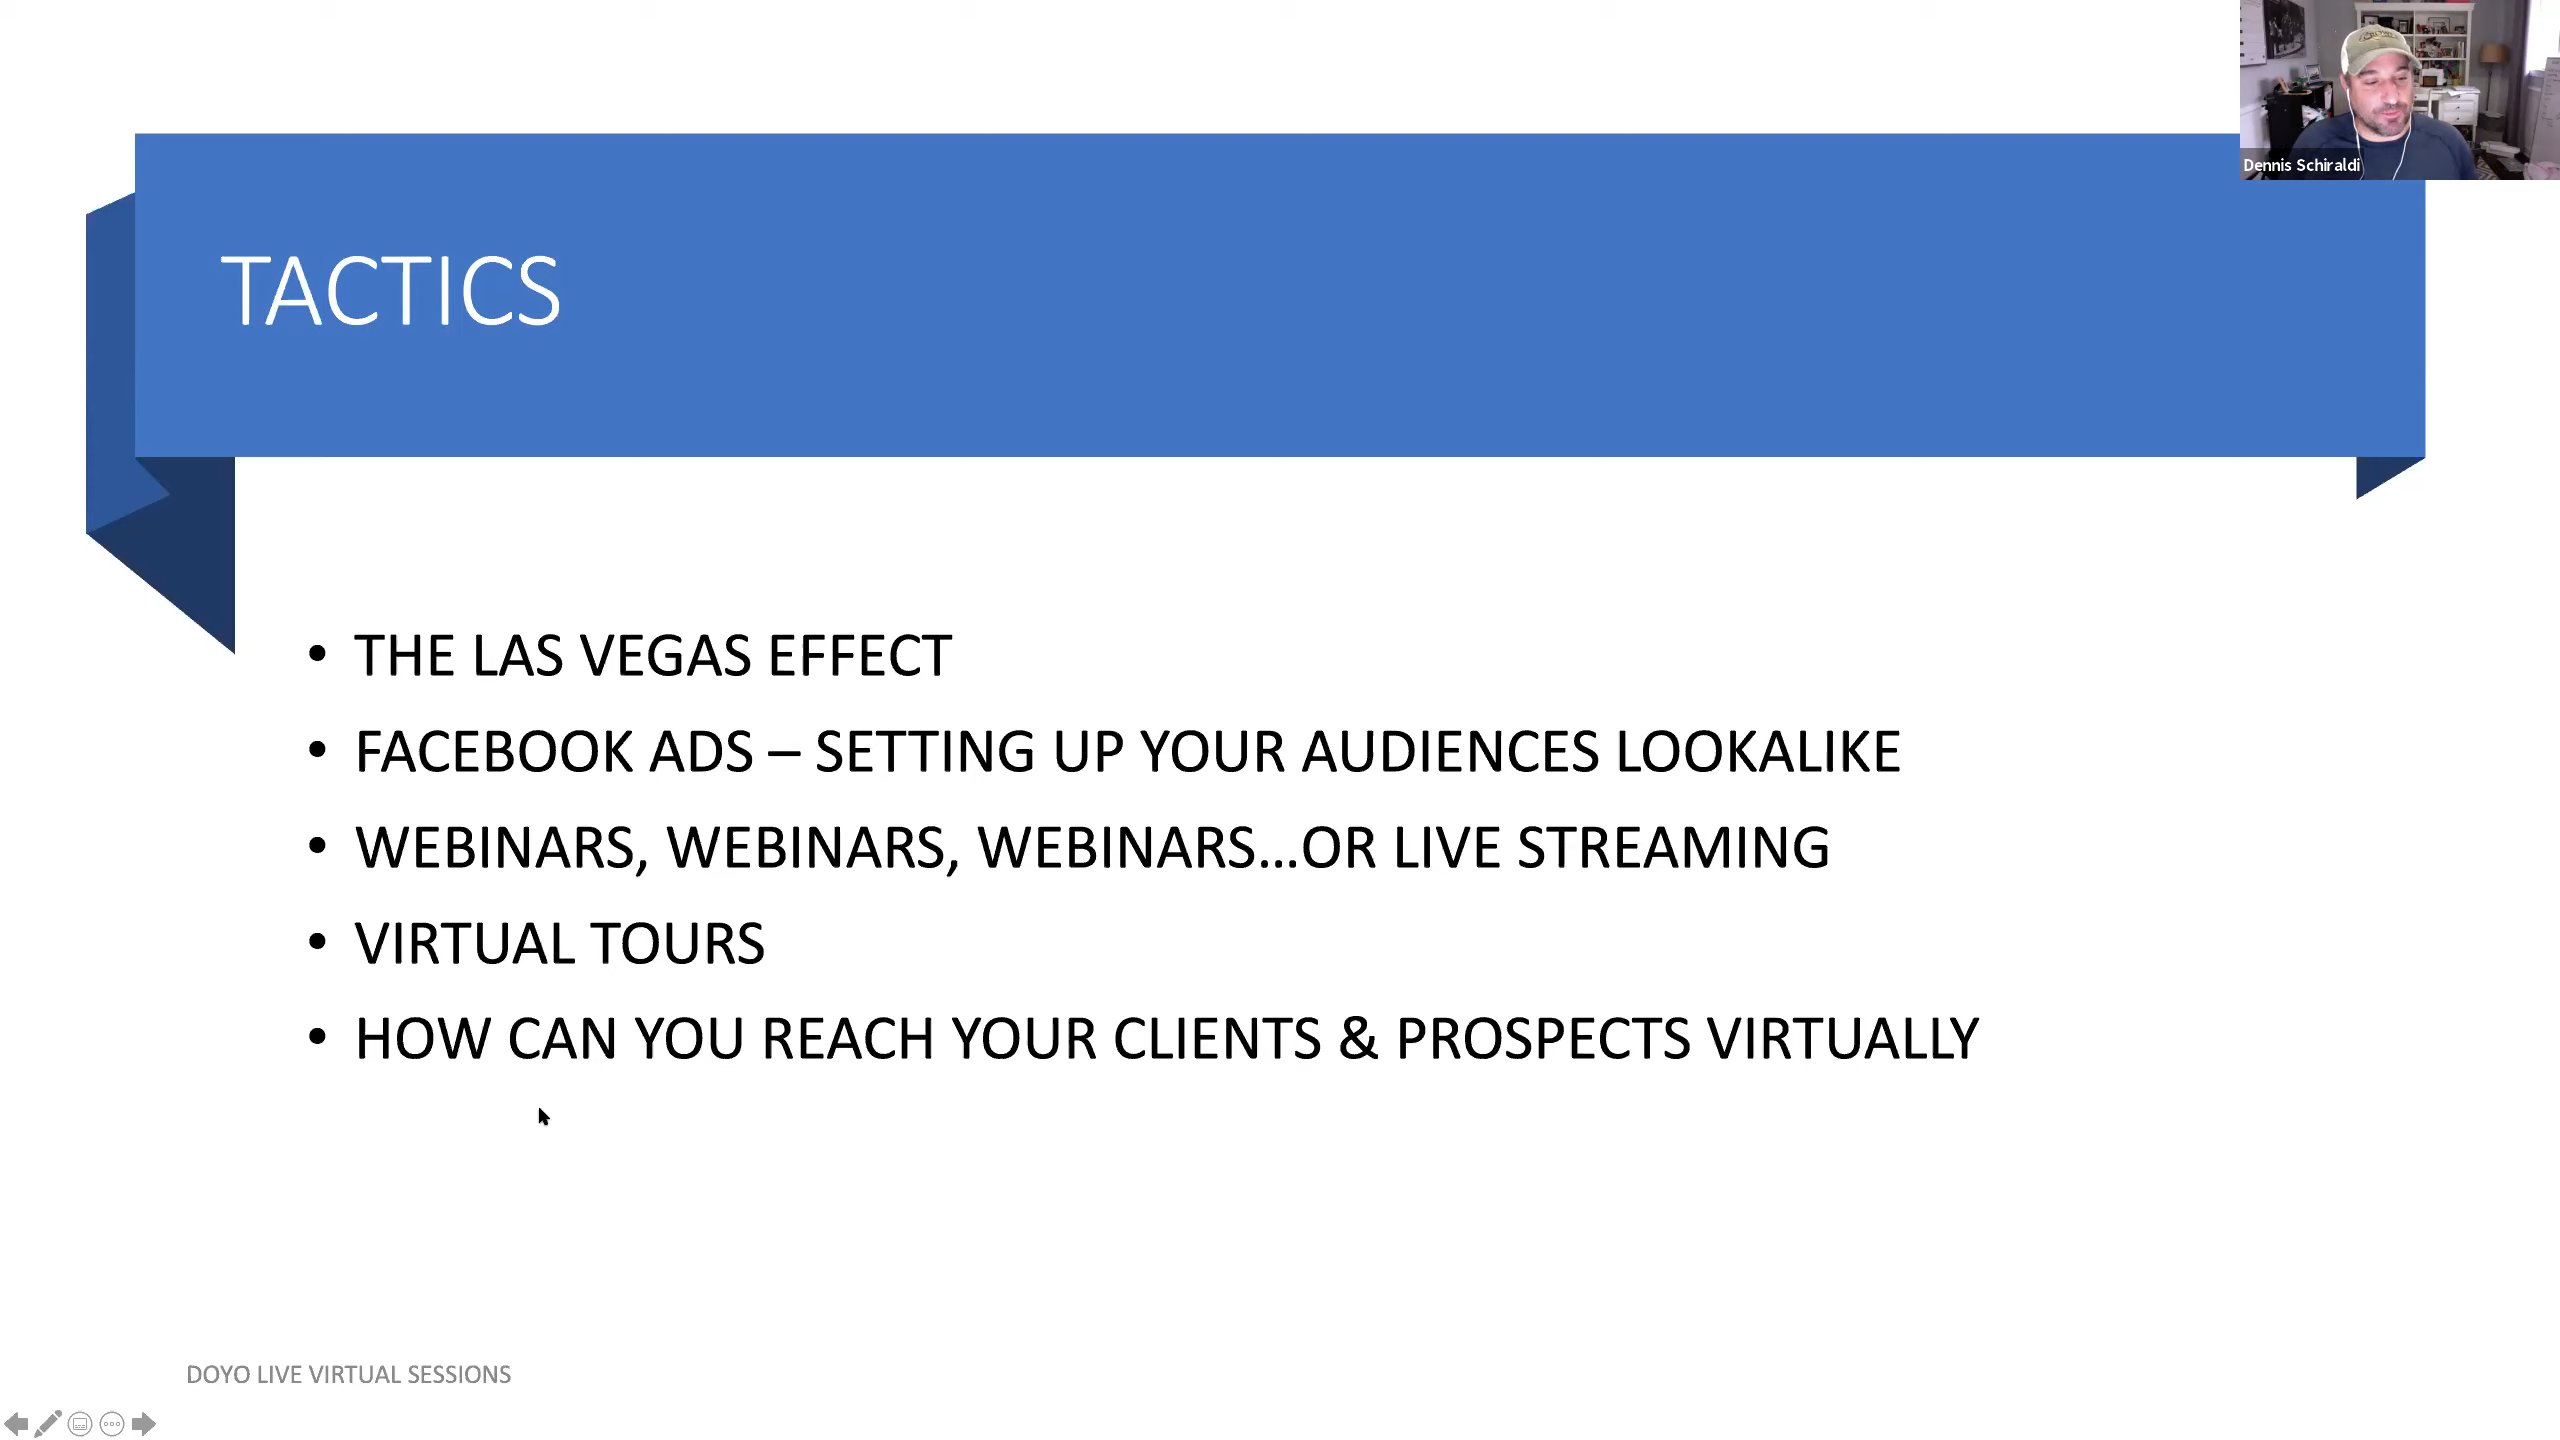 Dennis Schiraldi
TACTICS
• THE LAS VEGAS EFFECT
• FACEBOOK ADS – SETTING UP YOUR AUDIENCES LOOKALIKE
• WEBINARS, WEBINARS, WEBINARS...OR LIVE STREAMING
• VIRTUAL TOURS
• HOW CAN YOU REACH YOUR CLIENTS & PROSPECTS VIRTUALLY
DOYO LIVE VIRTUAL SESSIONS